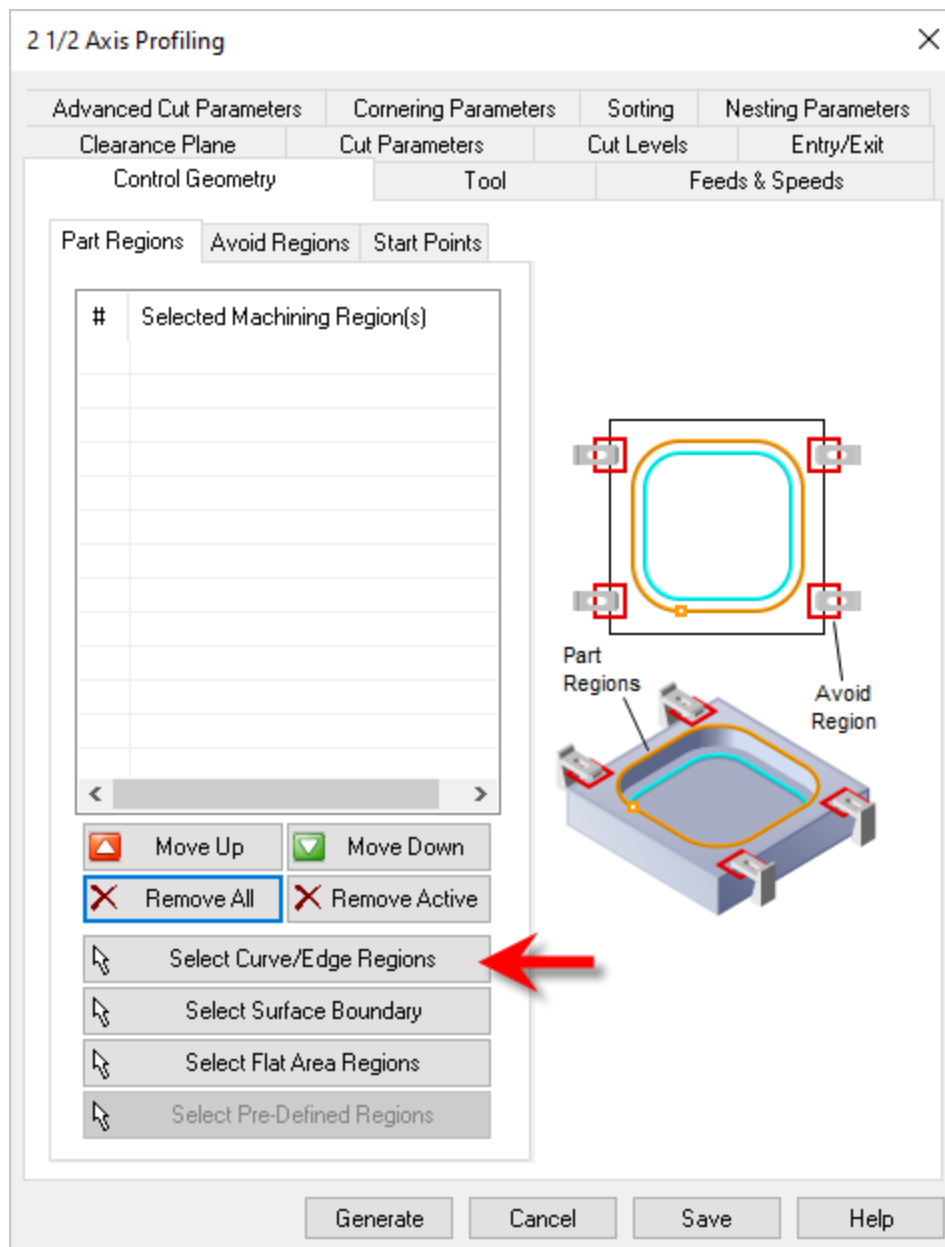 2 1/2 Axis Profiling
Advanced Cut Parameters Cornering Parameters Sorting Nesting Parameters
Clearance Plane Cut Parameters Cut Levels Entry/Exit
Control Geometry Tool Feeds & Speeds
Part Regions Avoid Regions Start Points
# Selected Machining Region(s)
Part
Regions
Avoid
Region
Move Up Move Down
Remove All Remove Active
Select Curve/Edge Regions
Select Surface Boundary
Select Flat Area Regions
Select Pre-Defined Regions
Generate Cancel Save Help